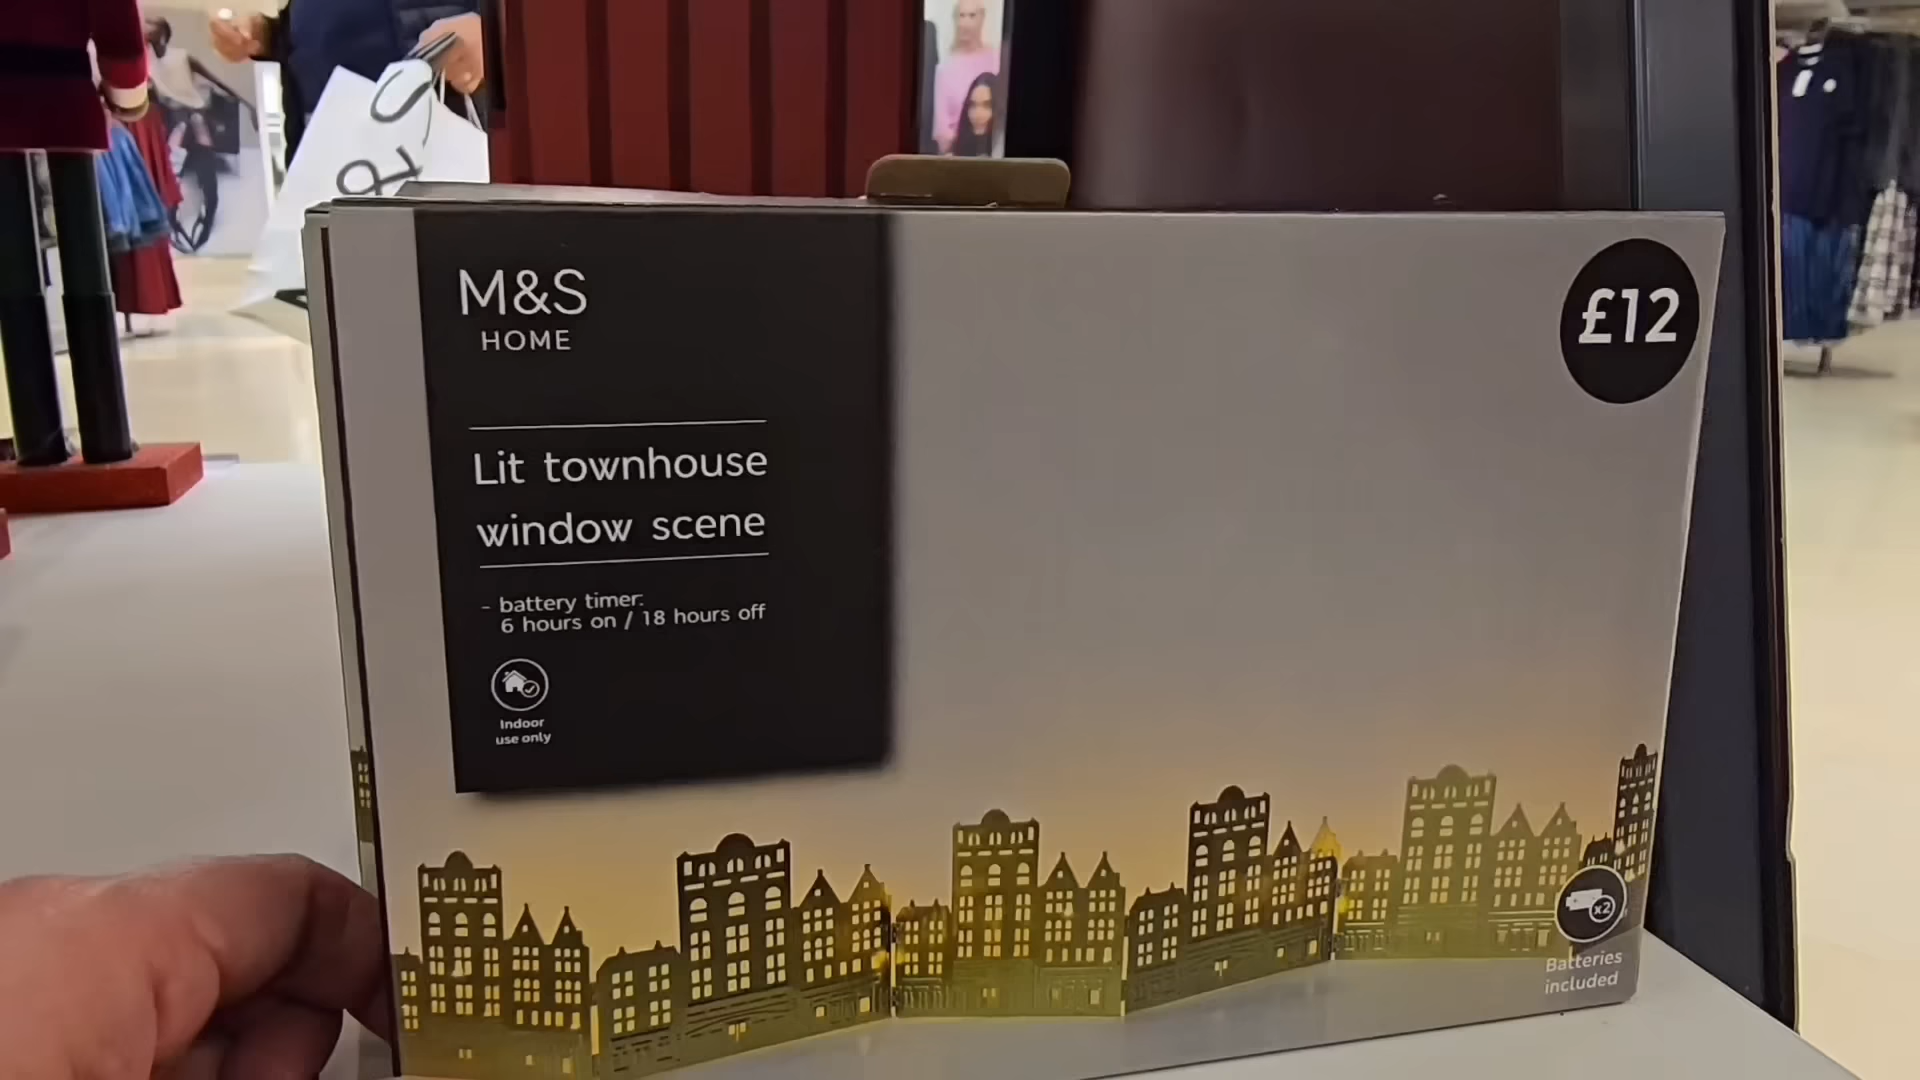 &S
M&S
HOME
£12
Lit townhouse
window scene
- battery timer:
6 hours on / 18 hours off
Indoor
use only
x2
Batteries
included